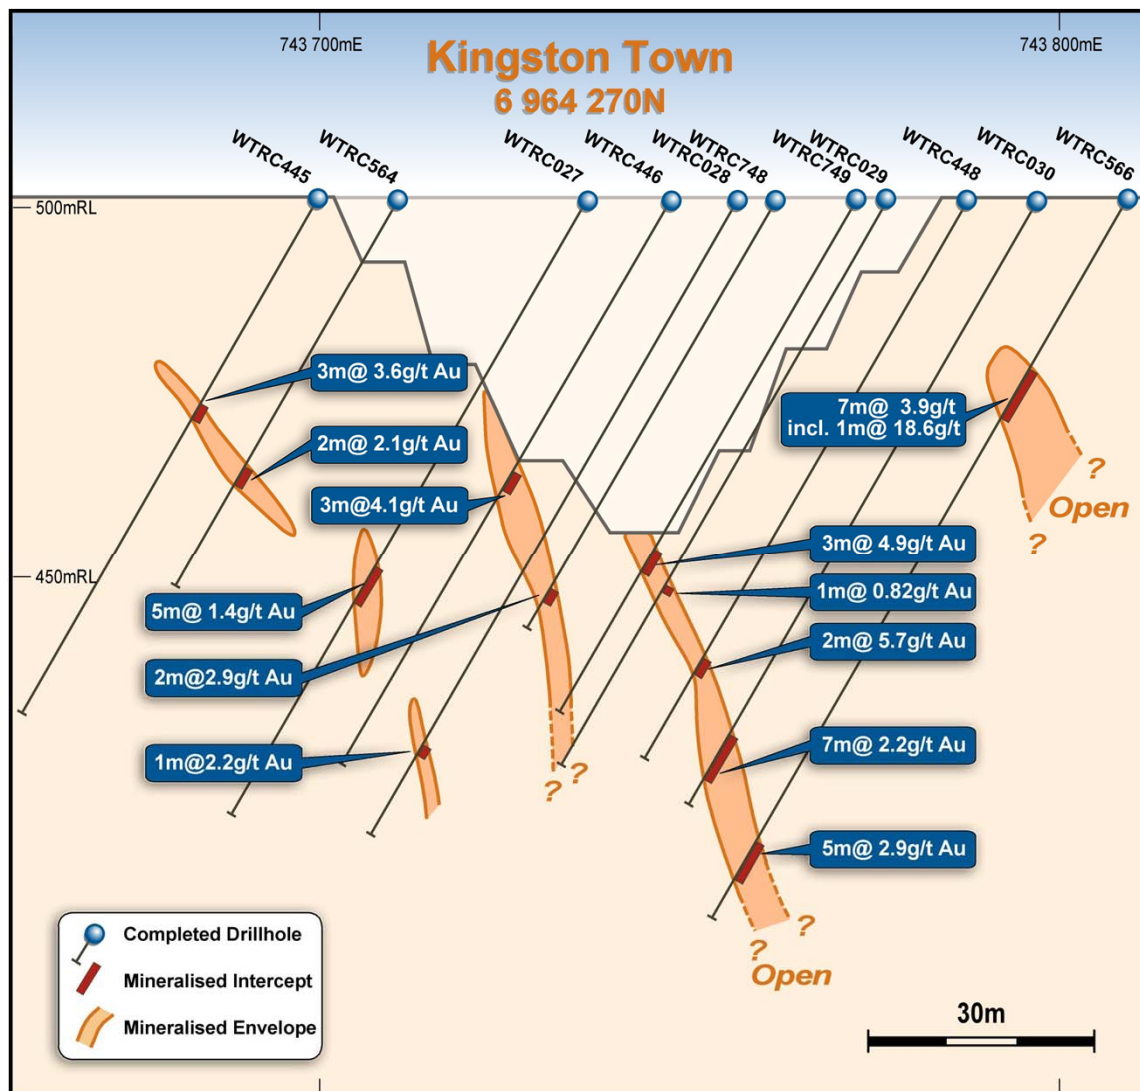 743 700mE
743 800mE
Kingston Town
6 964 270N
WTRC445
WTRC564
WTRC027
WTRC446
WTRC028
WTRC748
WTRC749
WTRC029
WTRC448
WTRC030
WTRC566
500mRL
3m@ 3.6g/t Au
7m@ 3.9g/t
incl. 1m@ 18.6g/t
2m@ 2.1g/t Au
?
3m@4.1g/t Au
Open
?
3m@ 4.9g/t Au
450mRL
1m@ 0.82g/t Au
5m@ 1.4g/t Au
2m@ 5.7g/t Au
2m@2.9g/t Au
7m@ 2.2g/t Au
1m@2.2g/t Au
? ?
5m@ 2.9g/t Au
?
?
Open
Completed Drillhole
Mineralised Intercept
Mineralised Envelope
30m